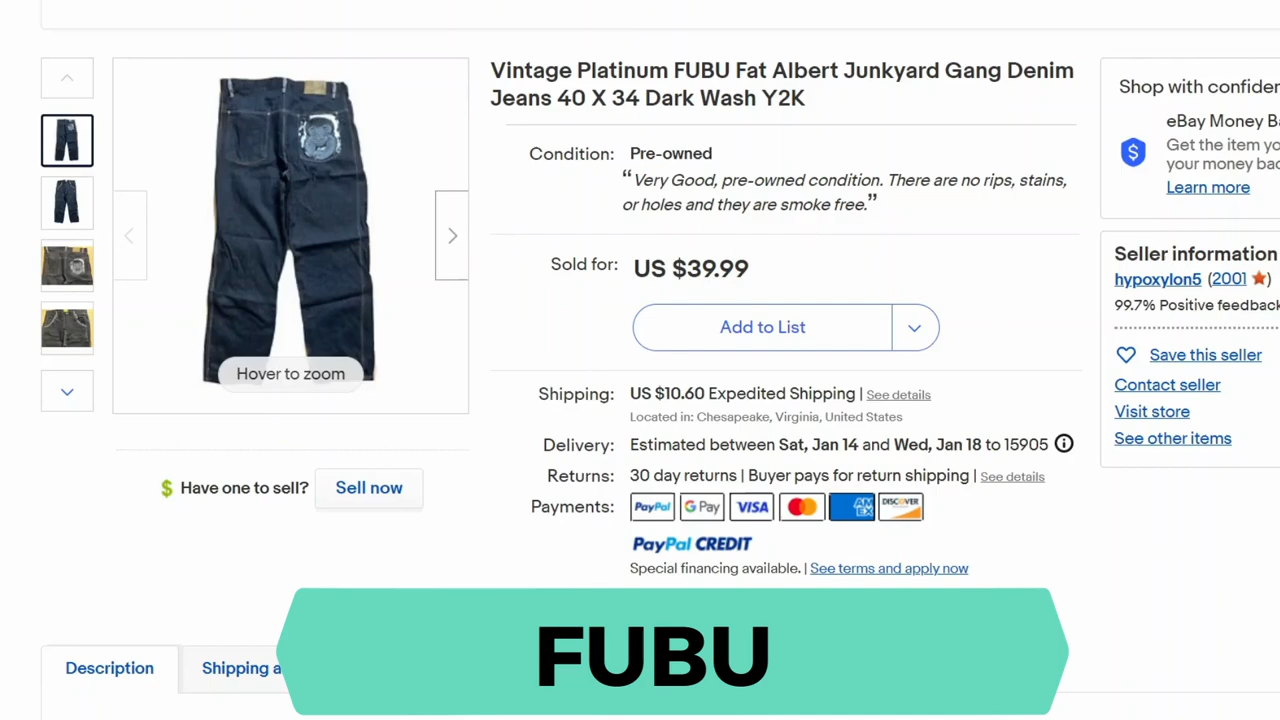 Vintage Platinum FUBU Fat Albert Junkyard Gang Denim
Jeans 40 X 34 Dark Wash Y2K
Condition: Pre-owned
“Very Good, pre-owned condition. There are no rips, stains,
or holes and they are smoke free.”
Sold for: US $39.99
Add to List
Hover to zoom
Shipping: US $10.60 Expedited Shipping | See details
Located in: Chesapeake, Virginia, United States
Delivery: Estimated between Sat, Jan 14 and Wed, Jan 18 to 15905
Returns: 30 day returns | Buyer pays for return shipping | See details
Payments: PayPal G Pay VISA AM EX DISCOVER
PayPal CREDIT
Special financing available. | See terms and apply now
$ Have one to sell? Sell now
Shop with confiden
eBay Money Ba
Get the item yo
your money bac
Learn more
Seller information
hypoxylon5 (2001 )
99.7% Positive feedback
Save this seller
Contact seller
Visit store
See other items
Description
Shipping a
FUBU